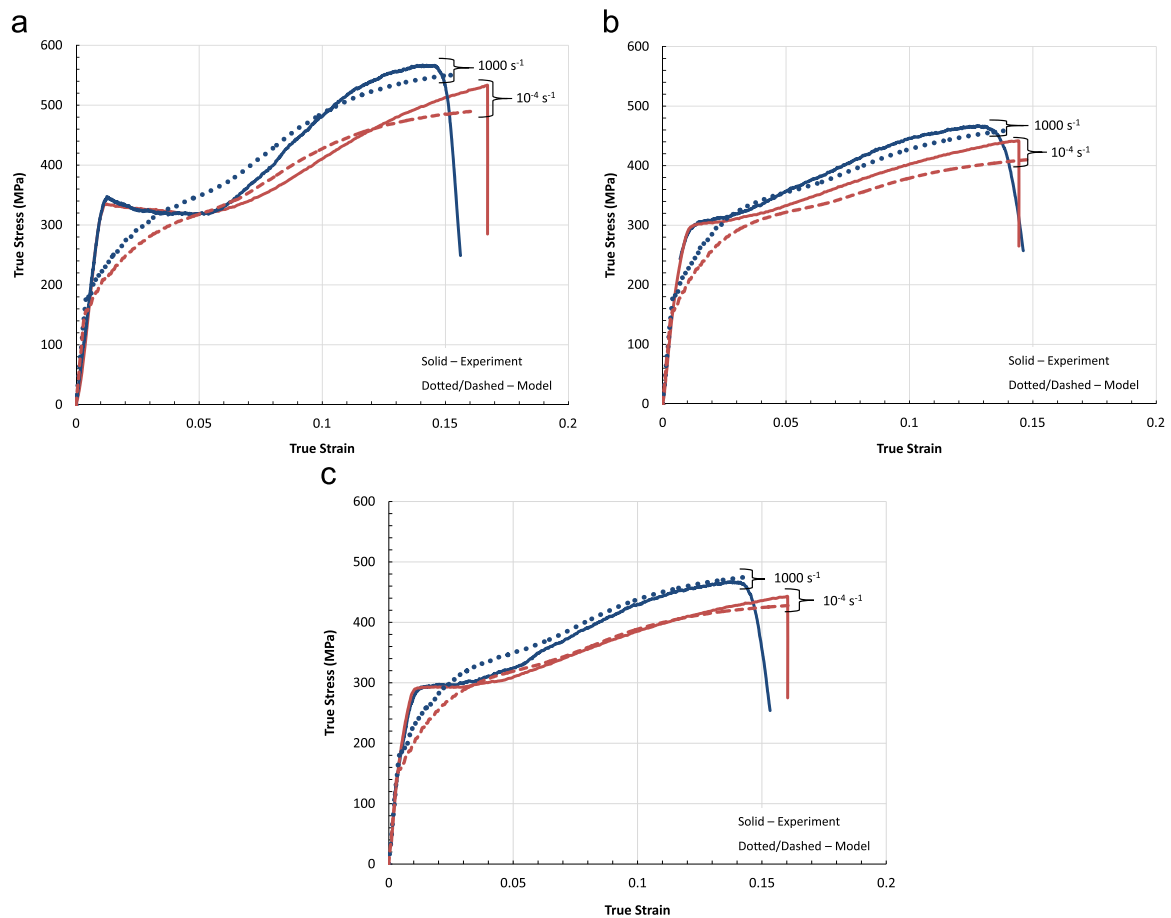 a
600
500
400
300
200
100
0
True Stress (MPa)
1000 s-1
10-4 s-1
Solid – Experiment
Dotted/Dashed – Model
0 0.05 0.1 0.15 0.2
True Strain
b
600
500
400
300
200
100
0
True Stress (MPa)
1000 s-1
10-4 s-1
Solid – Experiment
Dotted/Dashed – Model
0 0.05 0.1 0.15 0.2
True Strain
c
600
500
400
300
200
100
0
True Stress (MPa)
1000 s-1
10-4 s-1
Solid – Experiment
Dotted/Dashed – Model
0 0.05 0.1 0.15 0.2
True Strain